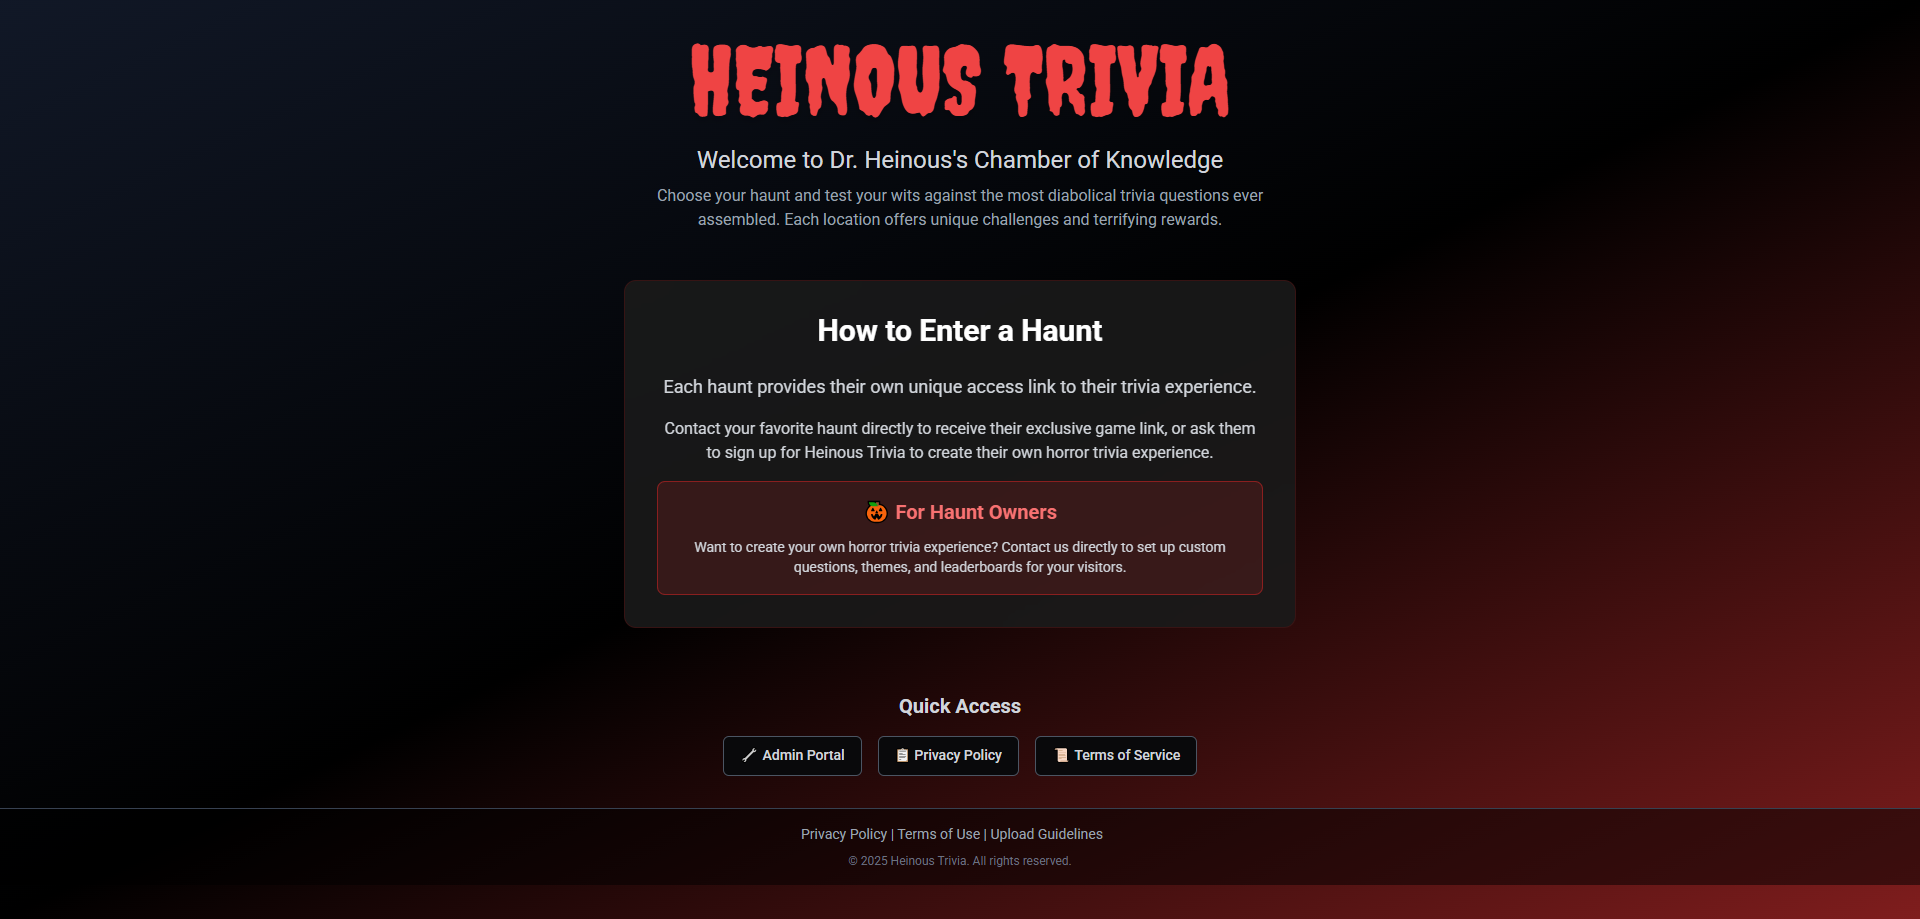 HEINOUS TRIVIA
Welcome to Dr. Heinous's Chamber of Knowledge
Choose your haunt and test your wits against the most diabolical trivia questions ever
assembled. Each location offers unique challenges and terrifying rewards.
How to Enter a Haunt
Each haunt provides their own unique access link to their trivia experience.
Contact your favorite haunt directly to receive their exclusive game link, or ask them
to sign up for Heinous Trivia to create their own horror trivia experience.
🎃 For Haunt Owners
Want to create your own horror trivia experience? Contact us directly to set up custom
questions, themes, and leaderboards for your visitors.
Quick Access
Admin Portal
Privacy Policy
Terms of Service
Privacy Policy | Terms of Use | Upload Guidelines
© 2025 Heinous Trivia. All rights reserved.